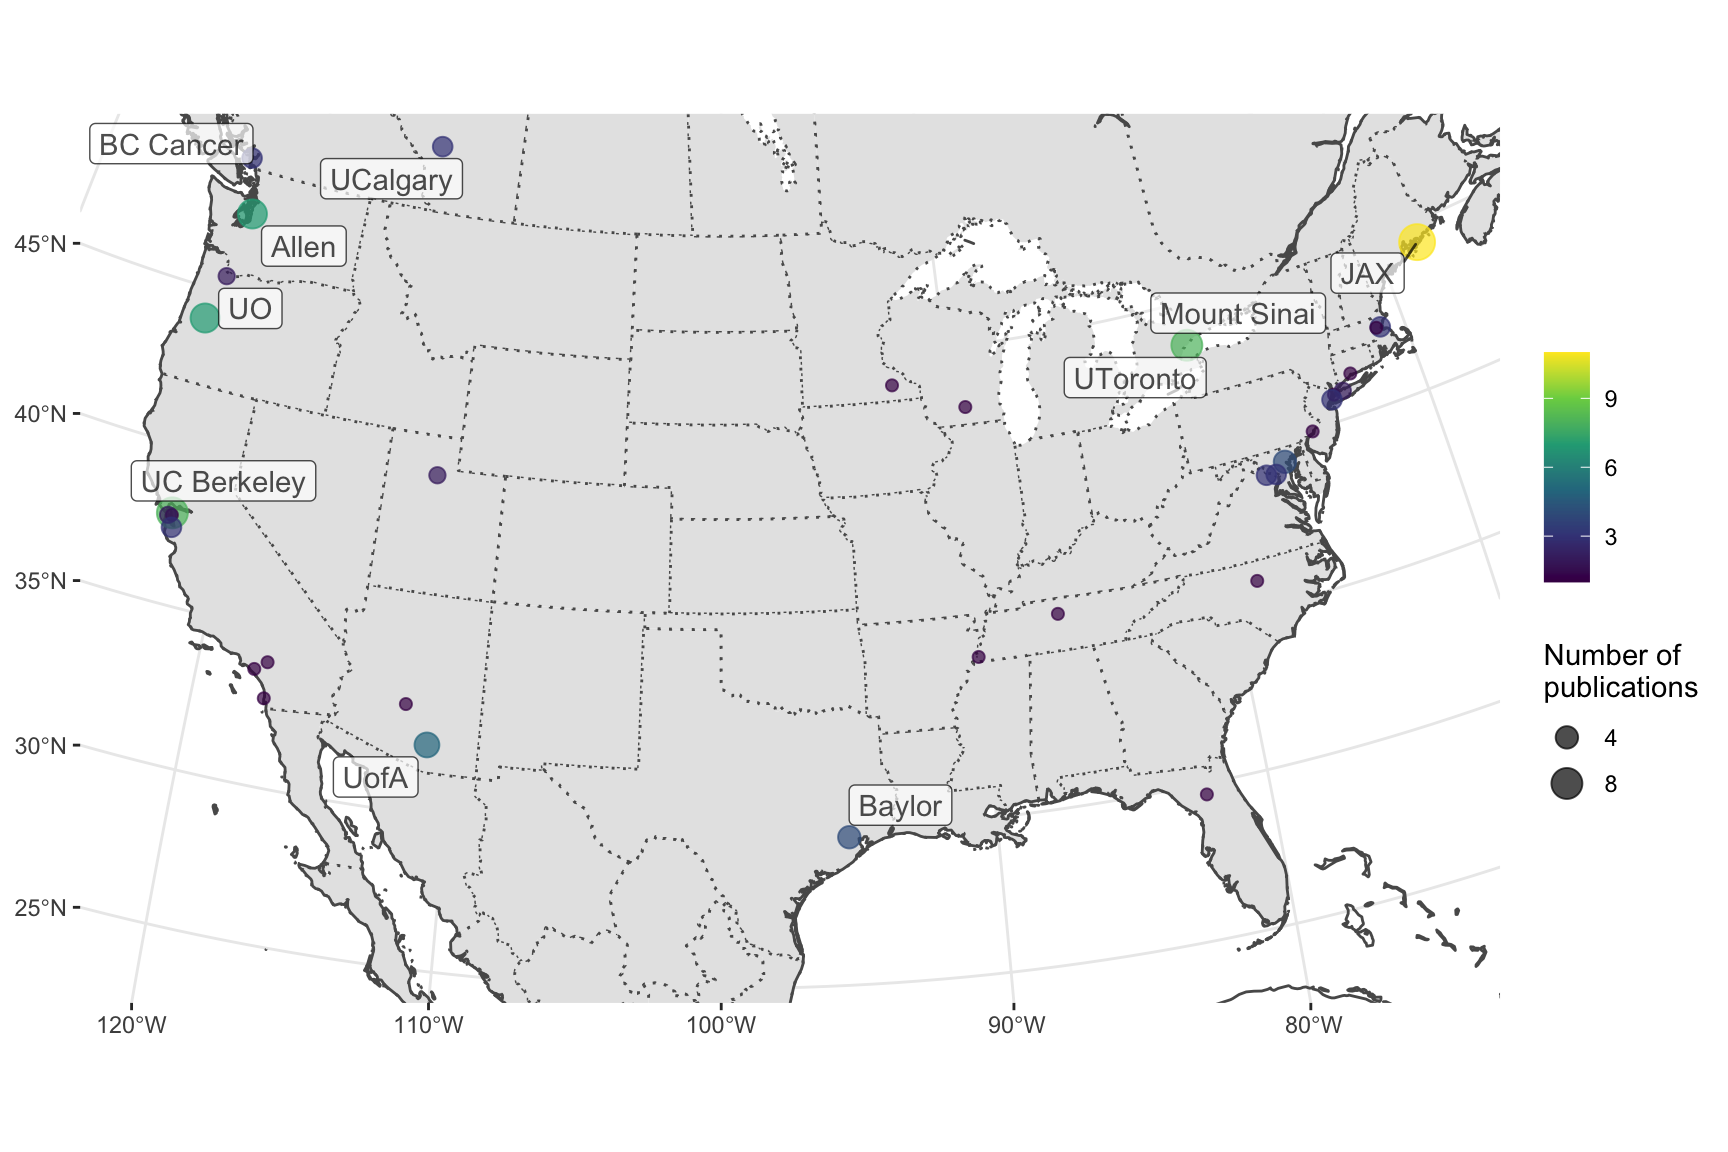 BC Cancer
UCalgary
45°N
Allen
JAX
UO
Mount Sinai
UToronto
40°N
9
UC Berkeley
6
3
35°N
Number of
publications
30°N
4
UofA
8
Baylor
25°N
120°W
110°W
100°W
90°W
80°W